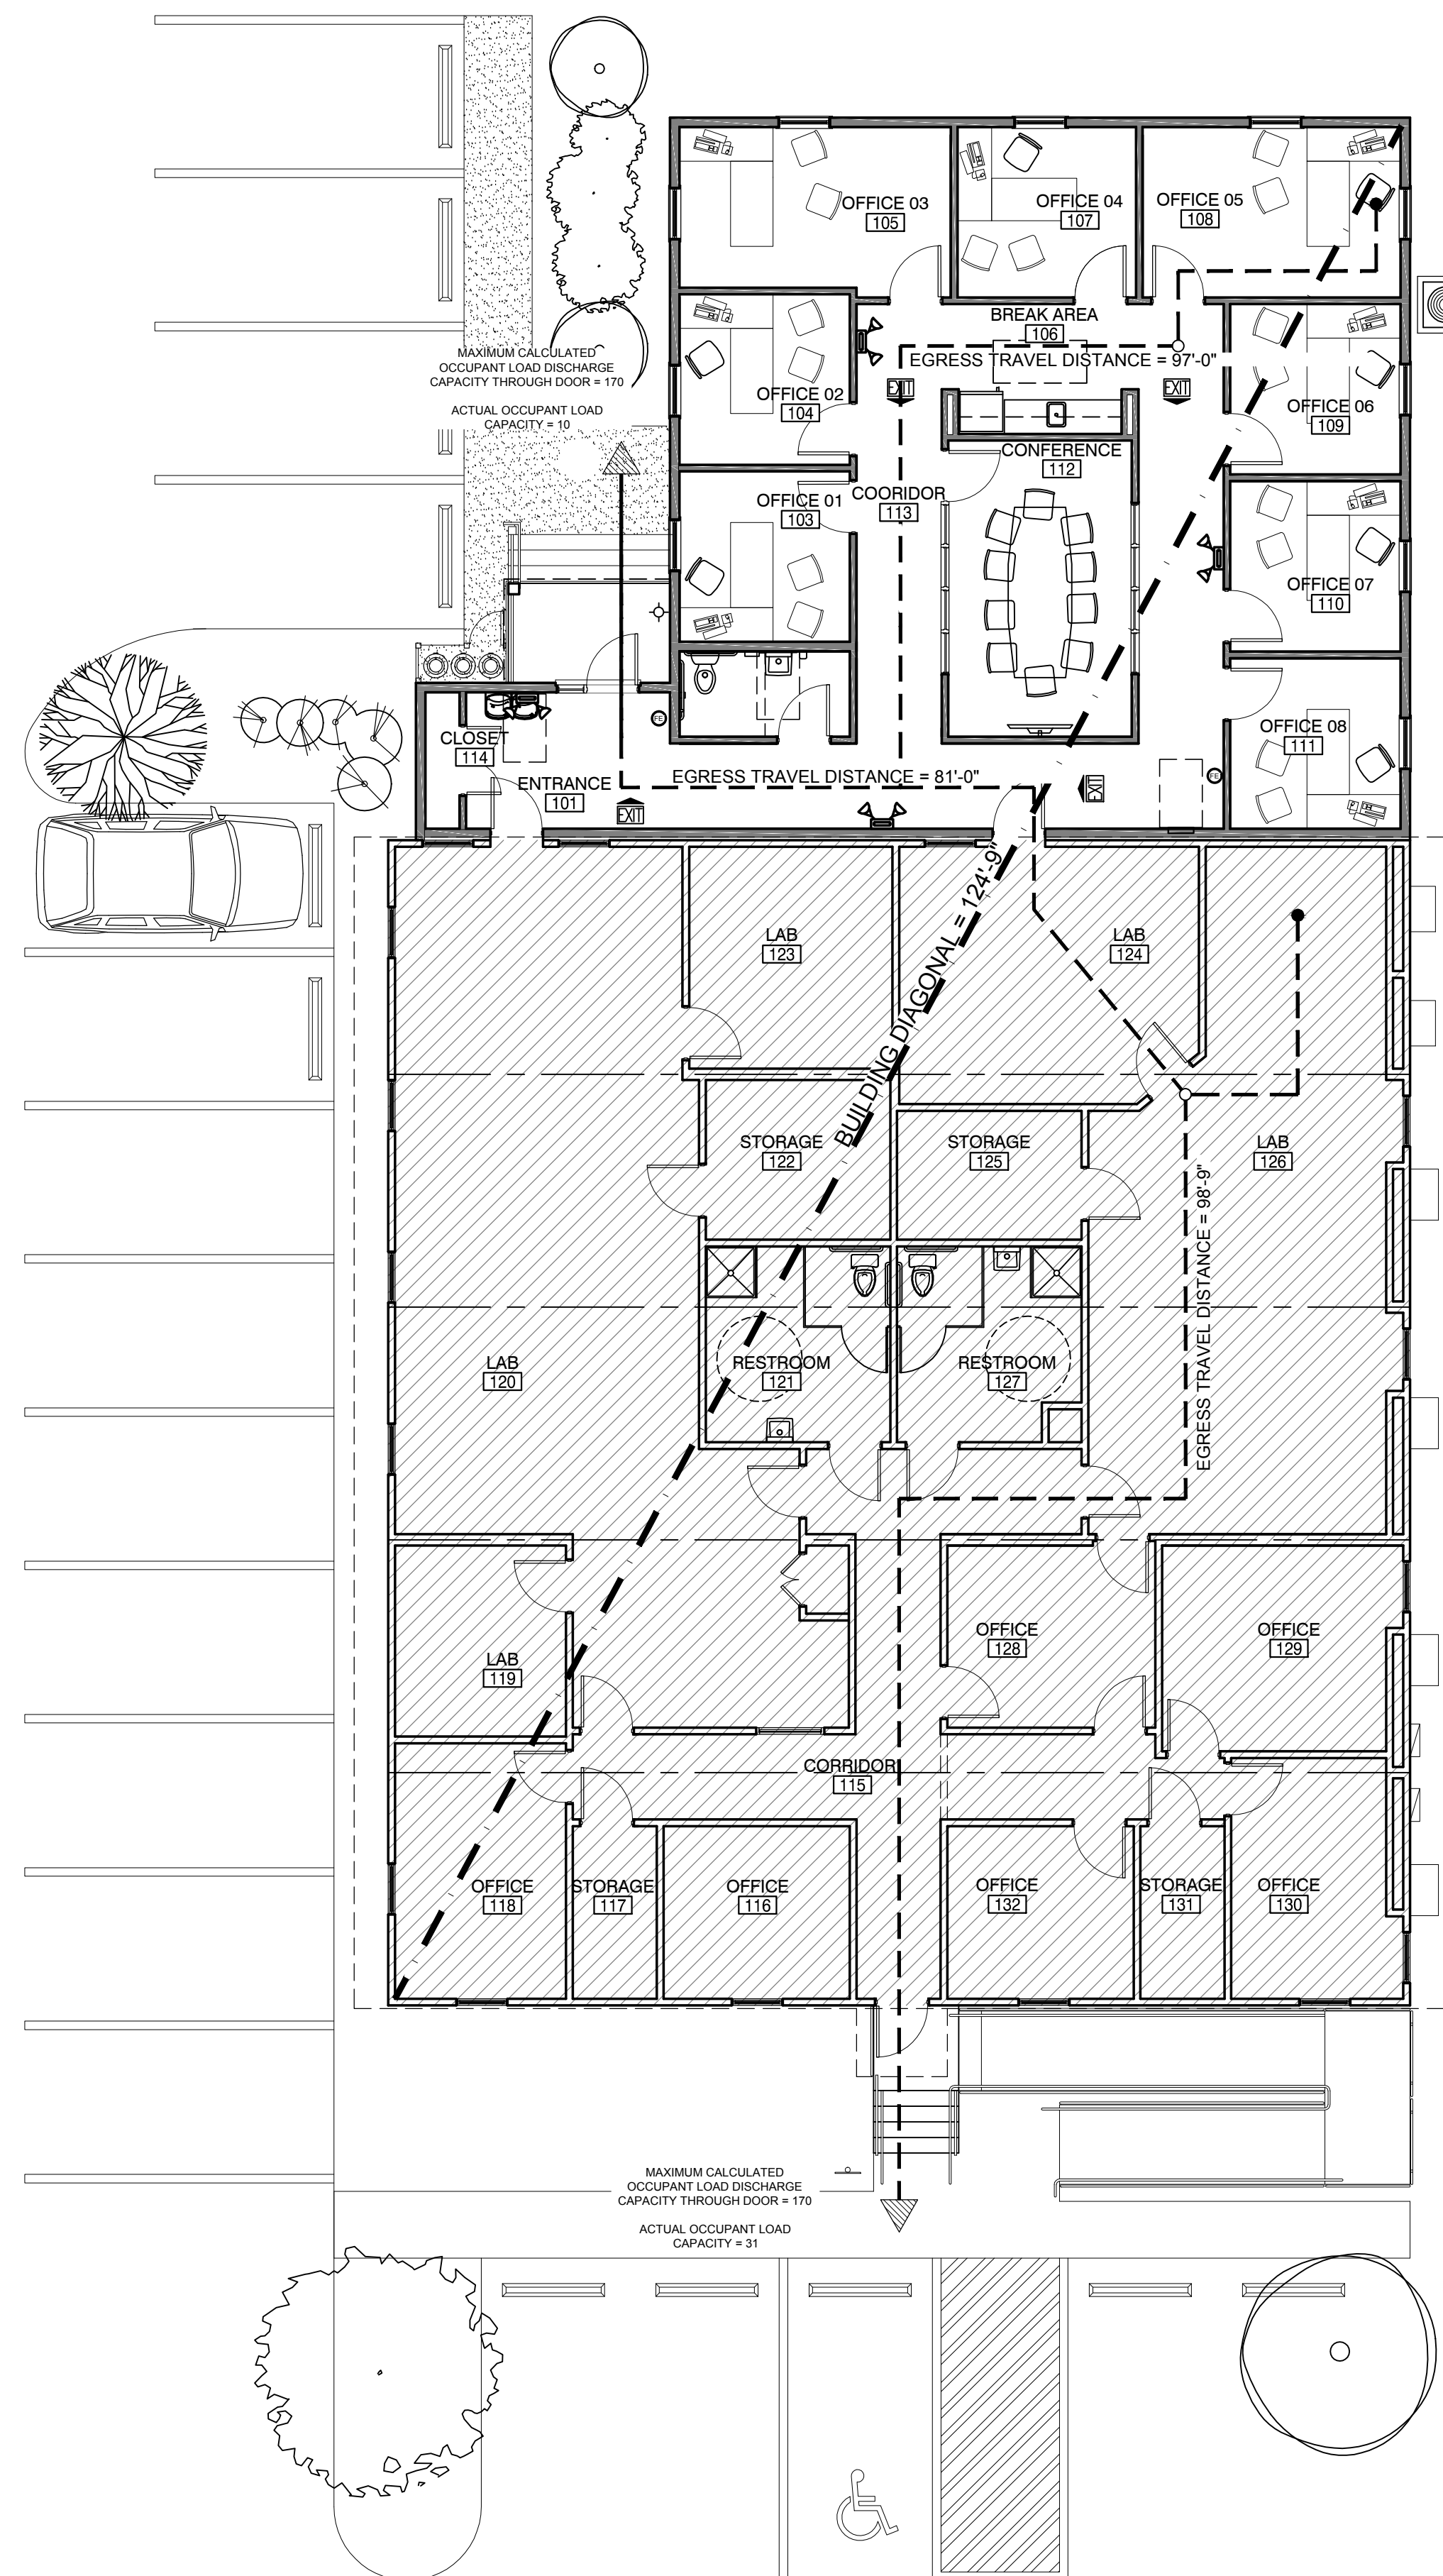 OFFICE 03
105
OFFICE 04
107
OFFICE 05
108
BREAK AREA
106
EGRESS TRAVEL DISTANCE = 97'-0"
MAXIMUM CALCULATED
OCCUPANT LOAD DISCHARGE
CAPACITY THROUGH DOOR = 170
ACTUAL OCCUPANT LOAD
CAPACITY = 10
EXIT
EXIT
OFFICE 02
104
OFFICE 06
109
CONFERENCE
112
OFFICE 01
103
COORIDOR
113
OFFICE 07
110
FE
OFFICE 08
111
CLOSET
114
ENTRANCE
101
EGRESS TRAVEL DISTANCE = 81'-0"
FE
EXIT
EXIT
BUILDING DIAGONAL = 124'-9"
LAB
123
LAB
124
STORAGE
122
STORAGE
125
LAB
126
EGRESS TRAVEL DISTANCE = 98'-9"
LAB
120
RESTROOM
121
RESTROOM
127
OFFICE
128
OFFICE
129
LAB
119
CORRIDOR
115
OFFICE
118
STORAGE
117
OFFICE
116
OFFICE
132
STORAGE
131
OFFICE
130
MAXIMUM CALCULATED
OCCUPANT LOAD DISCHARGE
CAPACITY THROUGH DOOR = 170
ACTUAL OCCUPANT LOAD
CAPACITY = 31